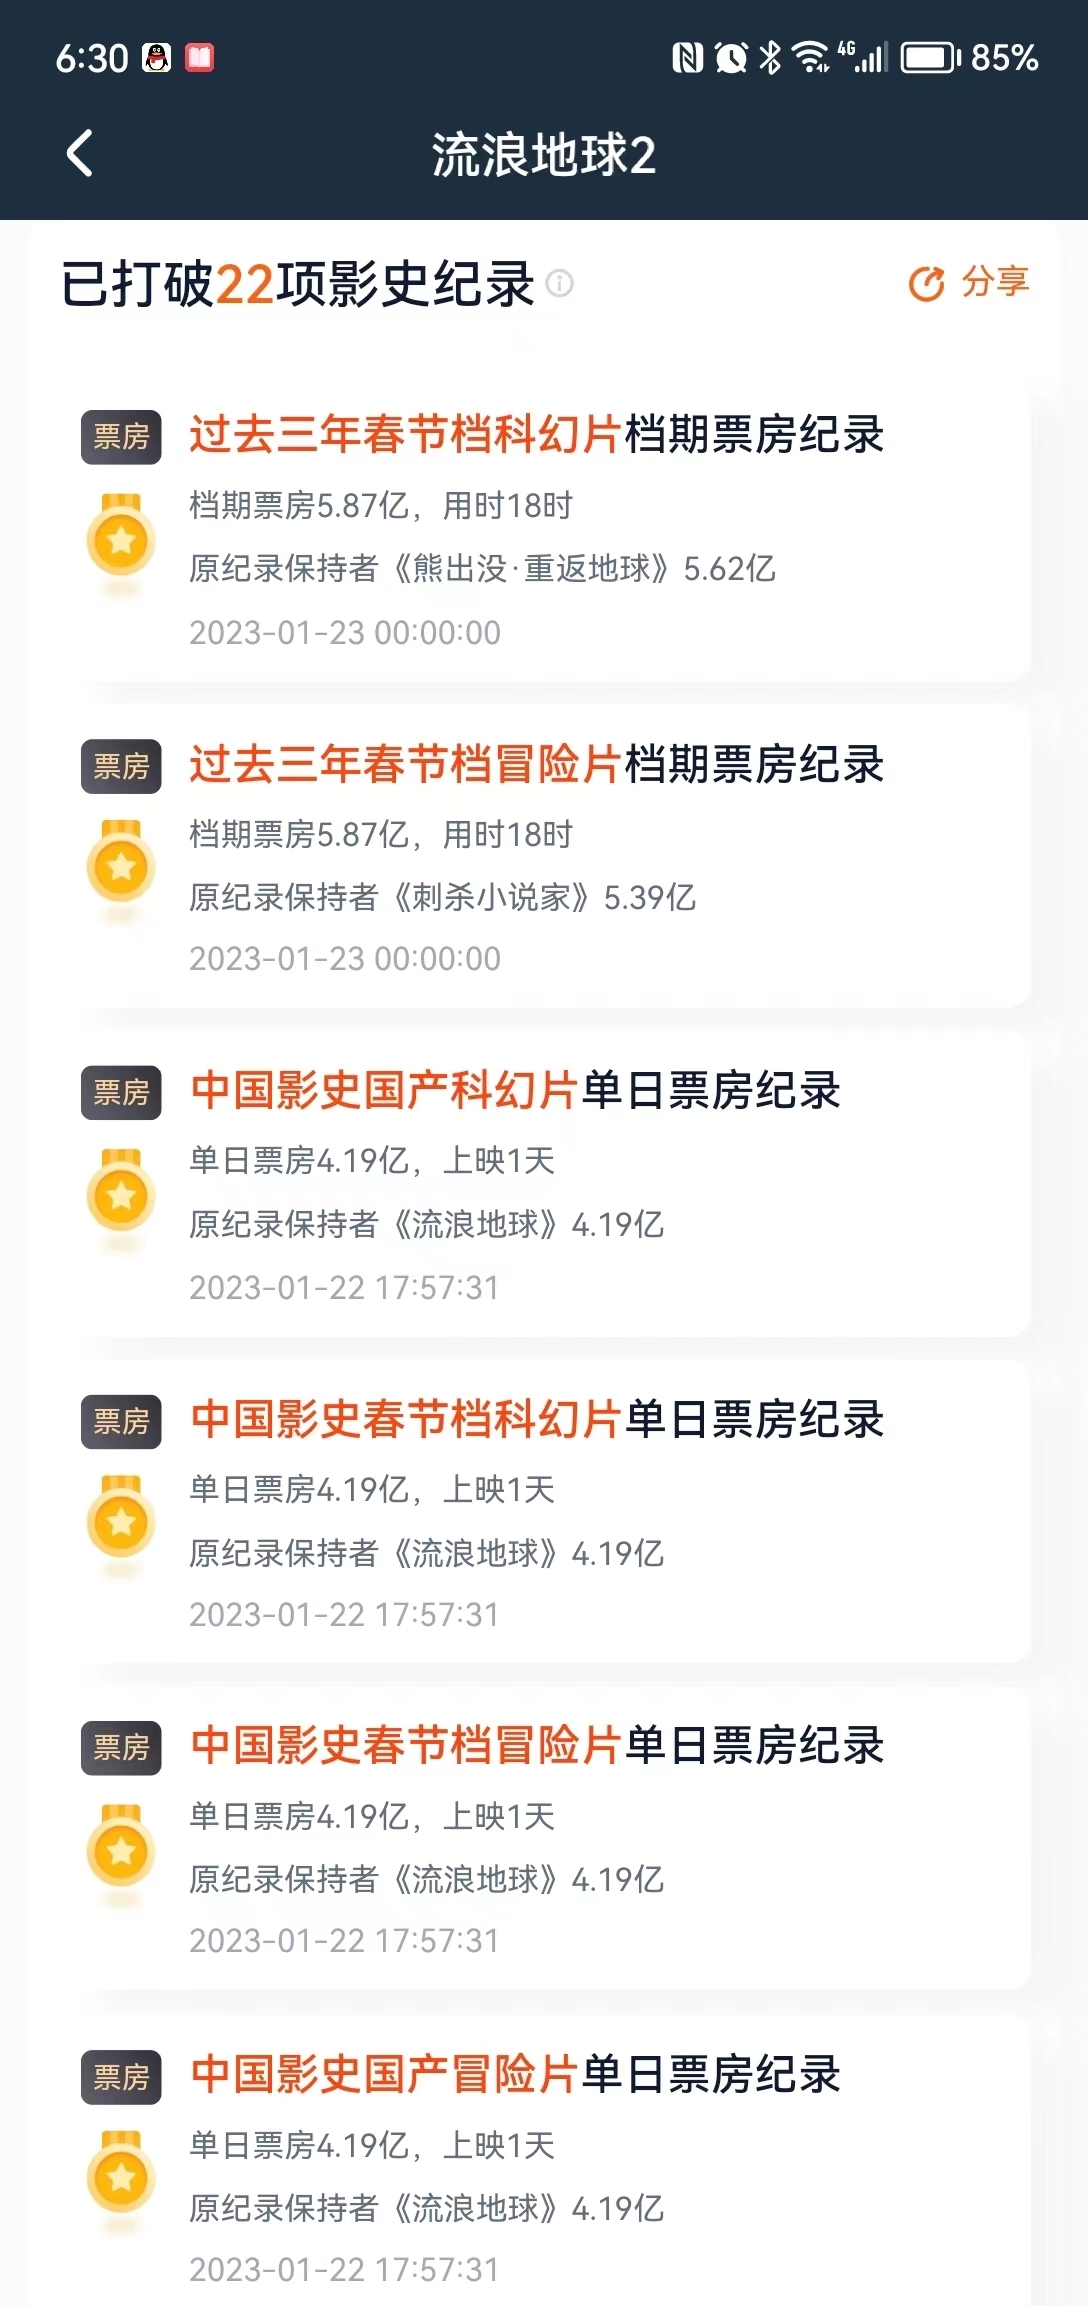 6:30 4G 85%
流浪地球2
已打破22项影史纪录 分享
票房 过去三年春节档科幻片档期票房纪录
档期票房5.87亿，用时18时
原纪录保持者《熊出没·重返地球》5.62亿
2023-01-23 00:00:00
票房 过去三年春节档冒险片档期票房纪录
档期票房5.87亿，用时18时
原纪录保持者《刺杀小说家》5.39亿
2023-01-23 00:00:00
票房 中国影史国产科幻片单日票房纪录
单日票房4.19亿，上映1天
原纪录保持者《流浪地球》4.19亿
2023-01-22 17:57:31
票房 中国影史春节档科幻片单日票房纪录
单日票房4.19亿，上映1天
原纪录保持者《流浪地球》4.19亿
2023-01-22 17:57:31
票房 中国影史春节档冒险片单日票房纪录
单日票房4.19亿，上映1天
原纪录保持者《流浪地球》4.19亿
2023-01-22 17:57:31
票房 中国影史国产冒险片单日票房纪录
单日票房4.19亿，上映1天
原纪录保持者《流浪地球》4.19亿
2023-01-22 17:57:31